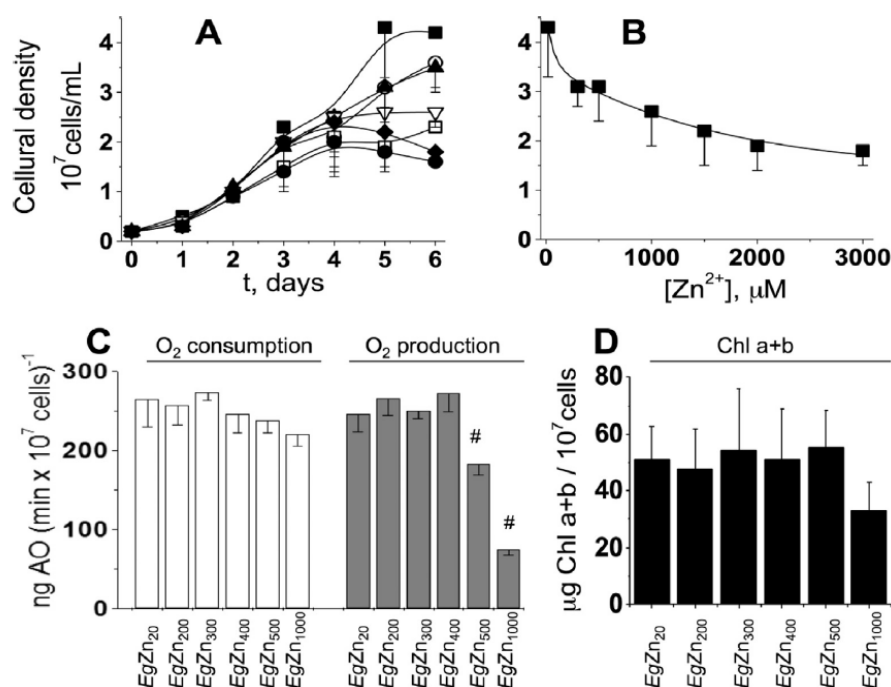 A
B
Cellural density
10⁷cells/mL
4
3
2
1
0
0 1 2 3 4 5 6
t, days
4
3
2
1
0
0 1000 2000 3000
[Zn²⁺], μM
C
O₂ consumption
O₂ production
ng AO (min x 10⁷ cells)⁻¹
300
250
150
0
#
#
EgZn₂₀
EgZn₂₀₀
EgZn₃₀₀
EgZn₄₀₀
EgZn₅₀₀
EgZn₁₀₀₀
EgZn₂₀
EgZn₂₀₀
EgZn₃₀₀
EgZn₄₀₀
EgZn₅₀₀
EgZn₁₀₀₀
D
Chl a+b
μg Chl a+b / 10⁷cells
80
60
40
20
0
EgZn₂₀
EgZn₂₀₀
EgZn₃₀₀
EgZn₄₀₀
EgZn₅₀₀
EgZn₁₀₀₀